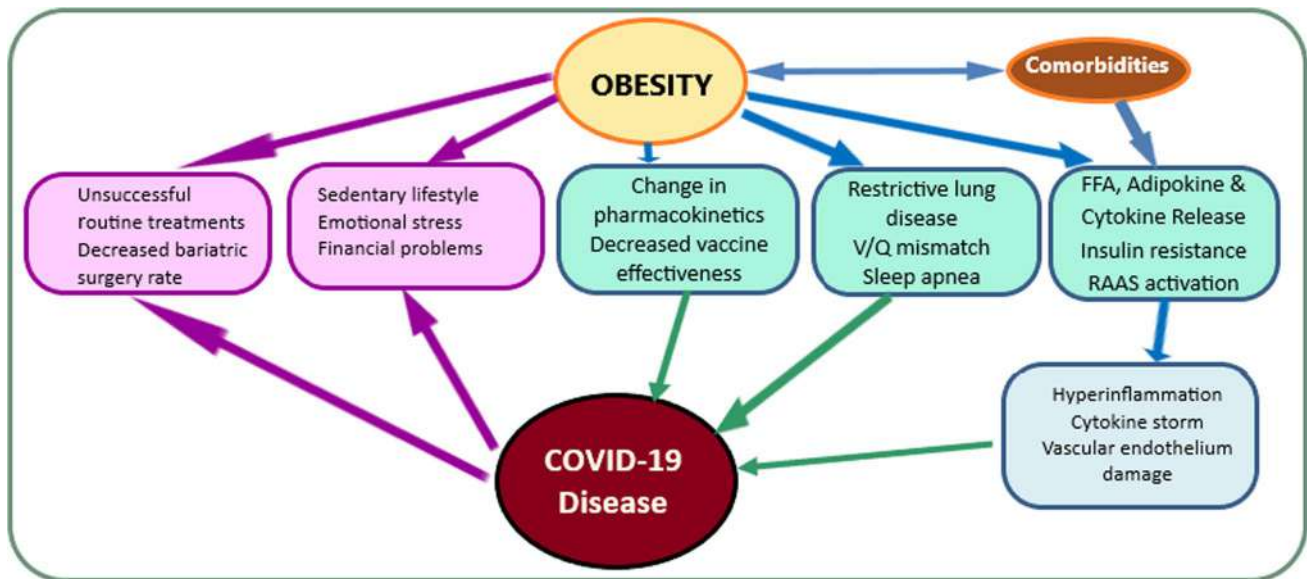 OBESITY
Comorbidities
Unsuccessful
routine treatments
Decreased bariatric
surgery rate
Sedentary lifestyle
Emotional stress
Financial problems
Change in
pharmacokinetics
Decreased vaccine
effectiveness
Restrictive lung
disease
V/Q mismatch
Sleep apnea
FFA, Adipokine &
Cytokine Release
Insulin resistance
RAAS activation
Hyperinflammation
Cytokine storm
Vascular endothelium
damage
COVID-19
Disease